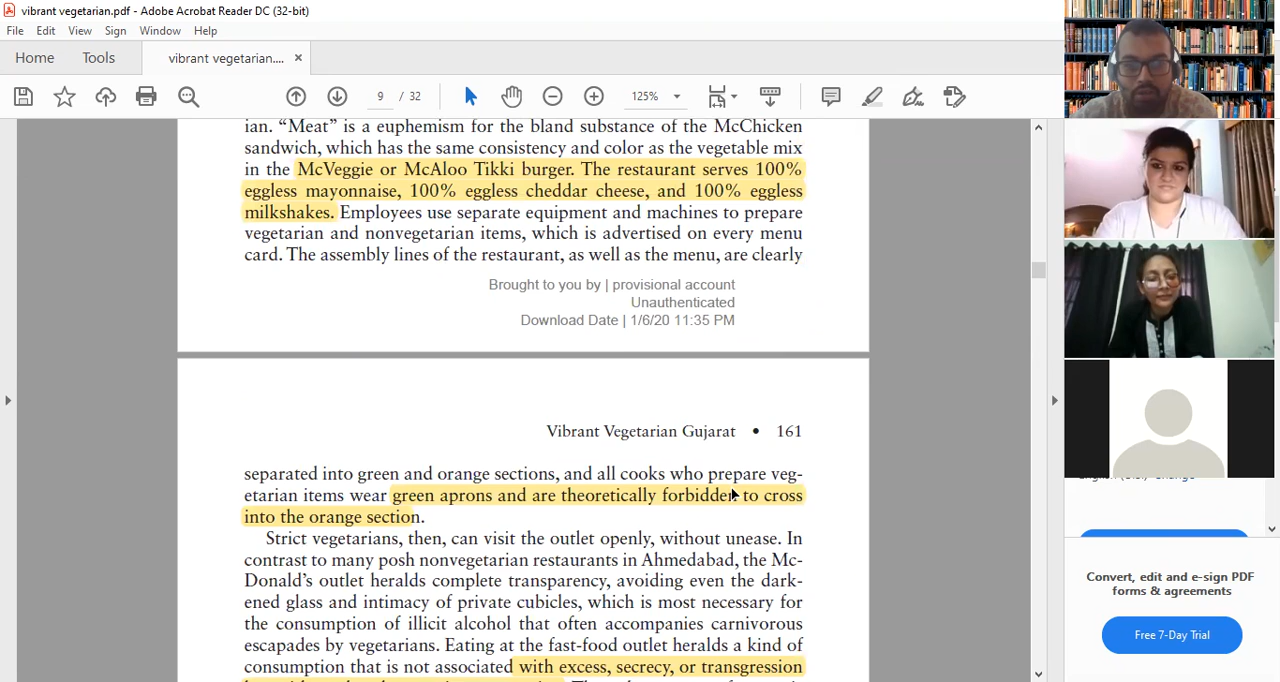 vibrant vegetarian.pdf - Adobe Acrobat Reader DC (32-bit)
File Edit View Sign Window Help
Home Tools vibrant vegetarian.... ×
9 / 32 125%
ian. “Meat” is a euphemism for the bland substance of the McChicken
sandwich, which has the same consistency and color as the vegetable mix
in the McVeggie or McAloo Tikki burger. The restaurant serves 100%
eggless mayonnaise, 100% eggless cheddar cheese, and 100% eggless
milkshakes. Employees use separate equipment and machines to prepare
vegetarian and nonvegetarian items, which is advertised on every menu
card. The assembly lines of the restaurant, as well as the menu, are clearly
Brought to you by | provisional account
Unauthenticated
Download Date | 1/6/20 11:35 PM
Vibrant Vegetarian Gujarat • 161
separated into green and orange sections, and all cooks who prepare veg-
etarian items wear green aprons and are theoretically forbidden to cross
into the orange section.
Strict vegetarians, then, can visit the outlet openly, without unease. In
contrast to many posh nonvegetarian restaurants in Ahmedabad, the Mc-
Donald’s outlet heralds complete transparency, avoiding even the dark-
ened glass and intimacy of private cubicles, which is most necessary for
the consumption of illicit alcohol that often accompanies carnivorous
escapades by vegetarians. Eating at the fast-food outlet heralds a kind of
consumption that is not associated with excess, secrecy, or transgression
Convert, edit and e-sign PDF
forms & agreements
Free 7-Day Trial